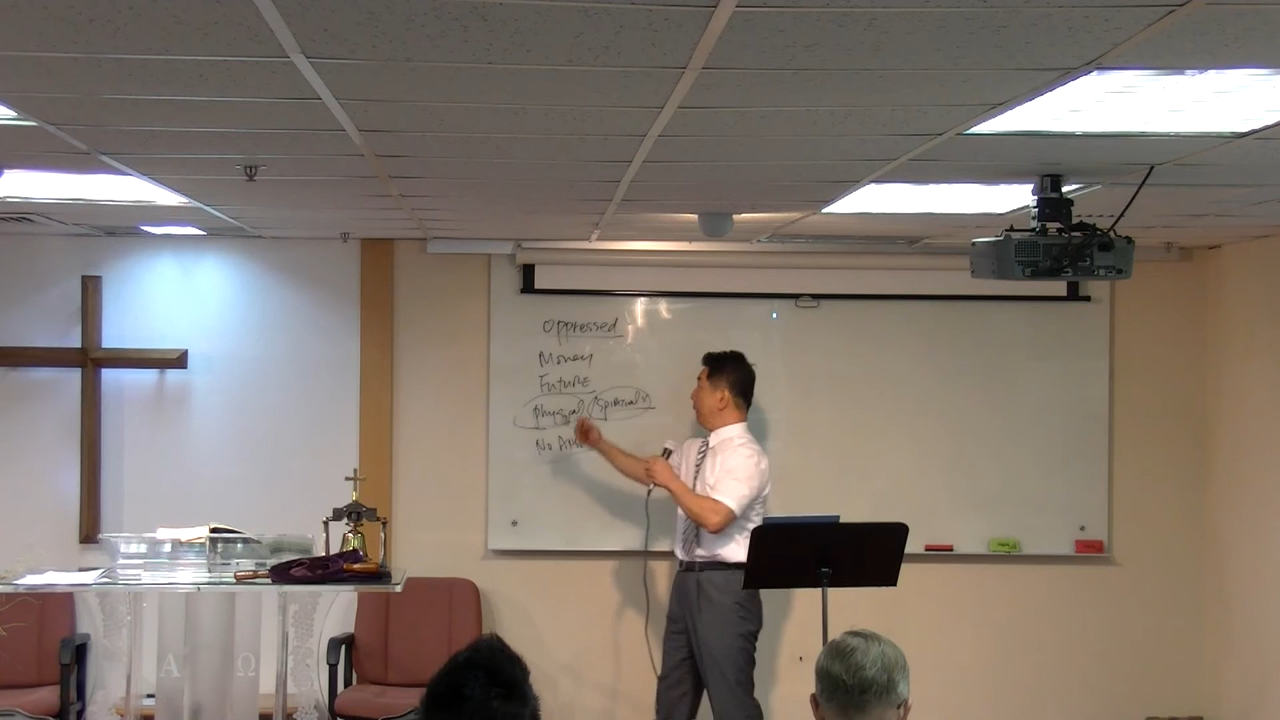 Oppressed
Money
Future
Physical Spiritual
No
Α Ω